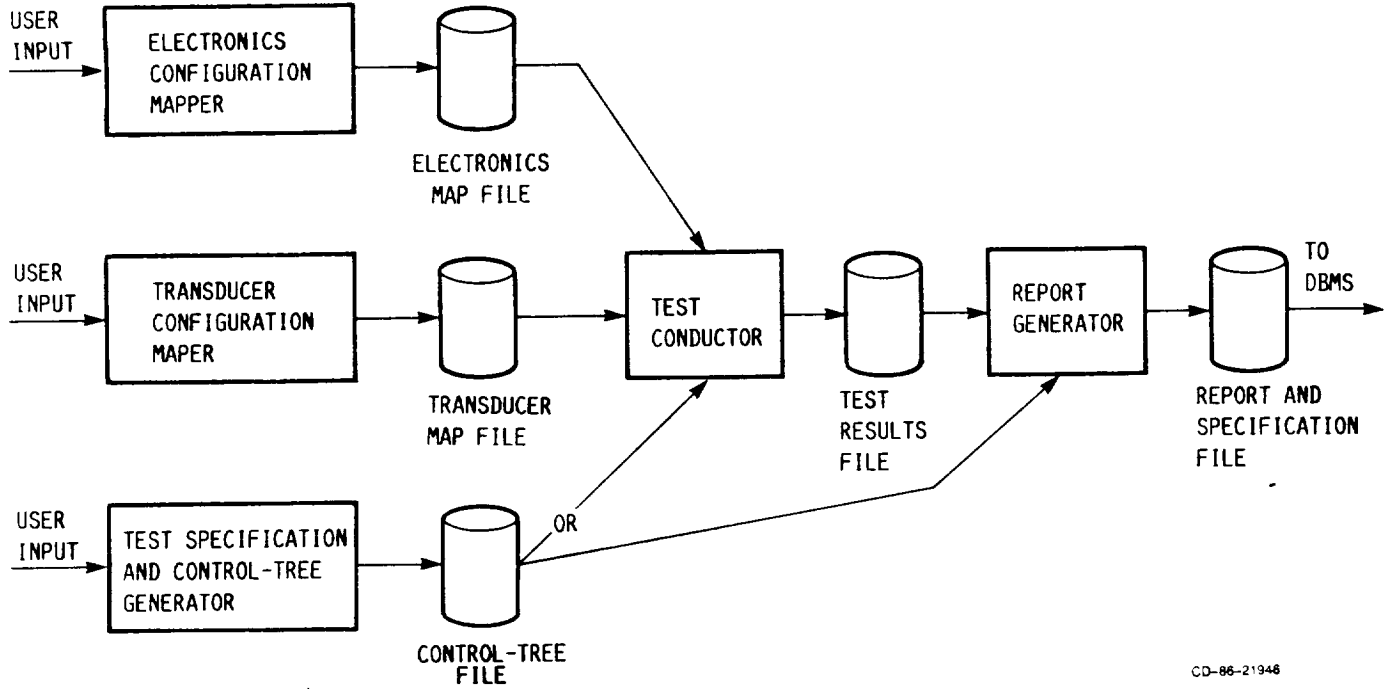 USER
INPUT
ELECTRONICS
CONFIGURATION
MAPPER
ELECTRONICS
MAP FILE
USER
INPUT
TRANSDUCER
CONFIGURATION
MAPER
TRANSDUCER
MAP FILE
TEST
CONDUCTOR
TEST
RESULTS
FILE
REPORT
GENERATOR
TO
DBMS
REPORT AND
SPECIFICATION
FILE
USER
INPUT
TEST SPECIFICATION
AND CONTROL-TREE
GENERATOR
OR
CONTROL-TREE
FILE
CD-86-21946